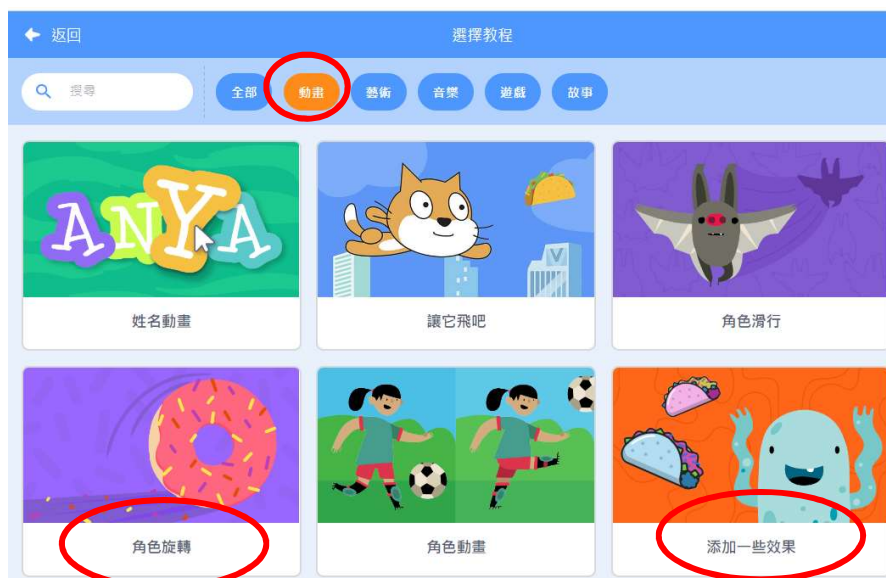 返回
選擇教程
搜尋
全部
動畫
藝術
音樂
遊戲
故事
ANYA
姓名動畫
讓它飛吧
角色滑行
角色旋轉
角色動畫
添加一些效果